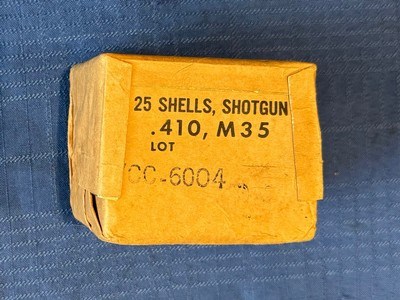 25 SHELLS, SHOTGUN
.410, M35
LOT
CC-6004